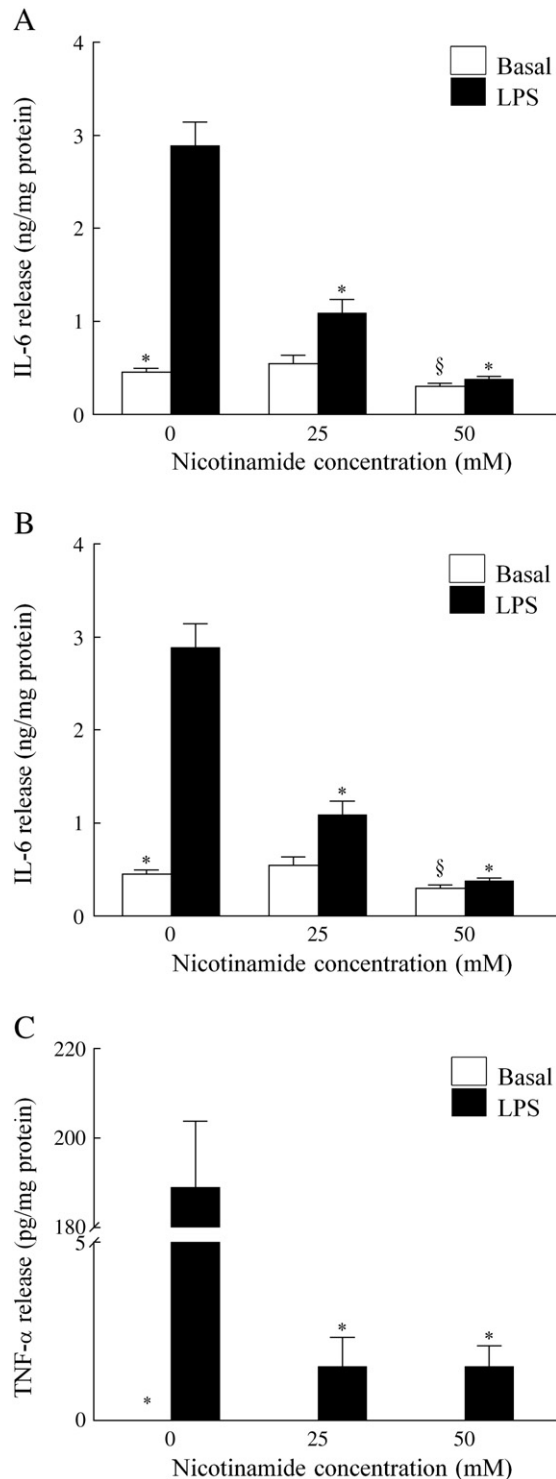 A
IL-6 release (ng/mg protein)
4
3
2
1
0
Basal
LPS
*
*
§
*
0 25 50
Nicotinamide concentration (mM)
B
IL-6 release (ng/mg protein)
4
3
2
1
0
Basal
LPS
*
*
§
*
0 25 50
Nicotinamide concentration (mM)
C
TNF-α release (pg/mg protein)
220
200
180
5
0
Basal
LPS
*
*
*
0 25 50
Nicotinamide concentration (mM)